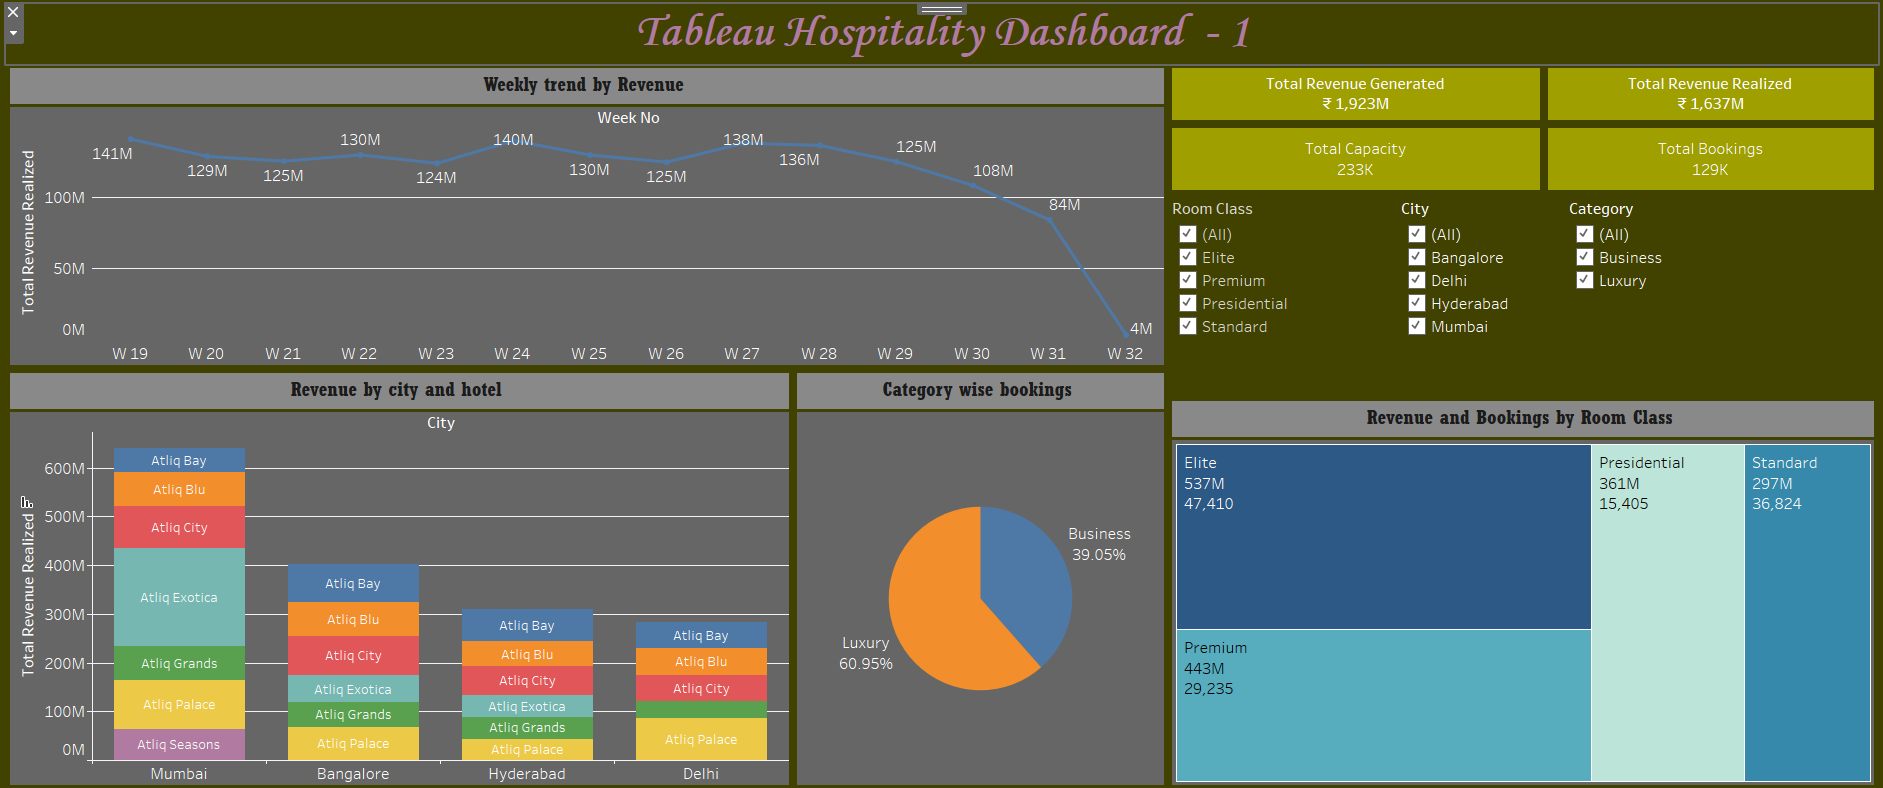 Tableau Hospitality Dashboard - 1
Weekly trend by Revenue
Week No
Total Revenue Realized
100M
50M
0M
141M
129M
125M
130M
124M
140M
130M
125M
138M
136M
125M
108M
84M
4M
W 19
W 20
W 21
W 22
W 23
W 24
W 25
W 26
W 27
W 28
W 29
W 30
W 31
W 32
Total Revenue Generated
₹ 1,923M
Total Revenue Realized
₹ 1,637M
Total Capacity
233K
Total Bookings
129K
Room Class
(All)
Elite
Premium
Presidential
Standard
City
(All)
Bangalore
Delhi
Hyderabad
Mumbai
Category
(All)
Business
Luxury
Revenue by city and hotel
City
Total Revenue Realized
600M
500M
400M
300M
200M
100M
0M
Atliq Bay
Atliq Blu
Atliq City
Atliq Exotica
Atliq Grands
Atliq Palace
Atliq Seasons
Mumbai
Atliq Bay
Atliq Blu
Atliq City
Atliq Exotica
Atliq Grands
Atliq Palace
Bangalore
Atliq Bay
Atliq Blu
Atliq City
Atliq Exotica
Atliq Grands
Atliq Palace
Hyderabad
Atliq Bay
Atliq Blu
Atliq City
Atliq Palace
Delhi
Category wise bookings
Business
39.05%
Luxury
60.95%
Revenue and Bookings by Room Class
Elite
537M
47,410
Premium
443M
29,235
Presidential
361M
15,405
Standard
297M
36,824